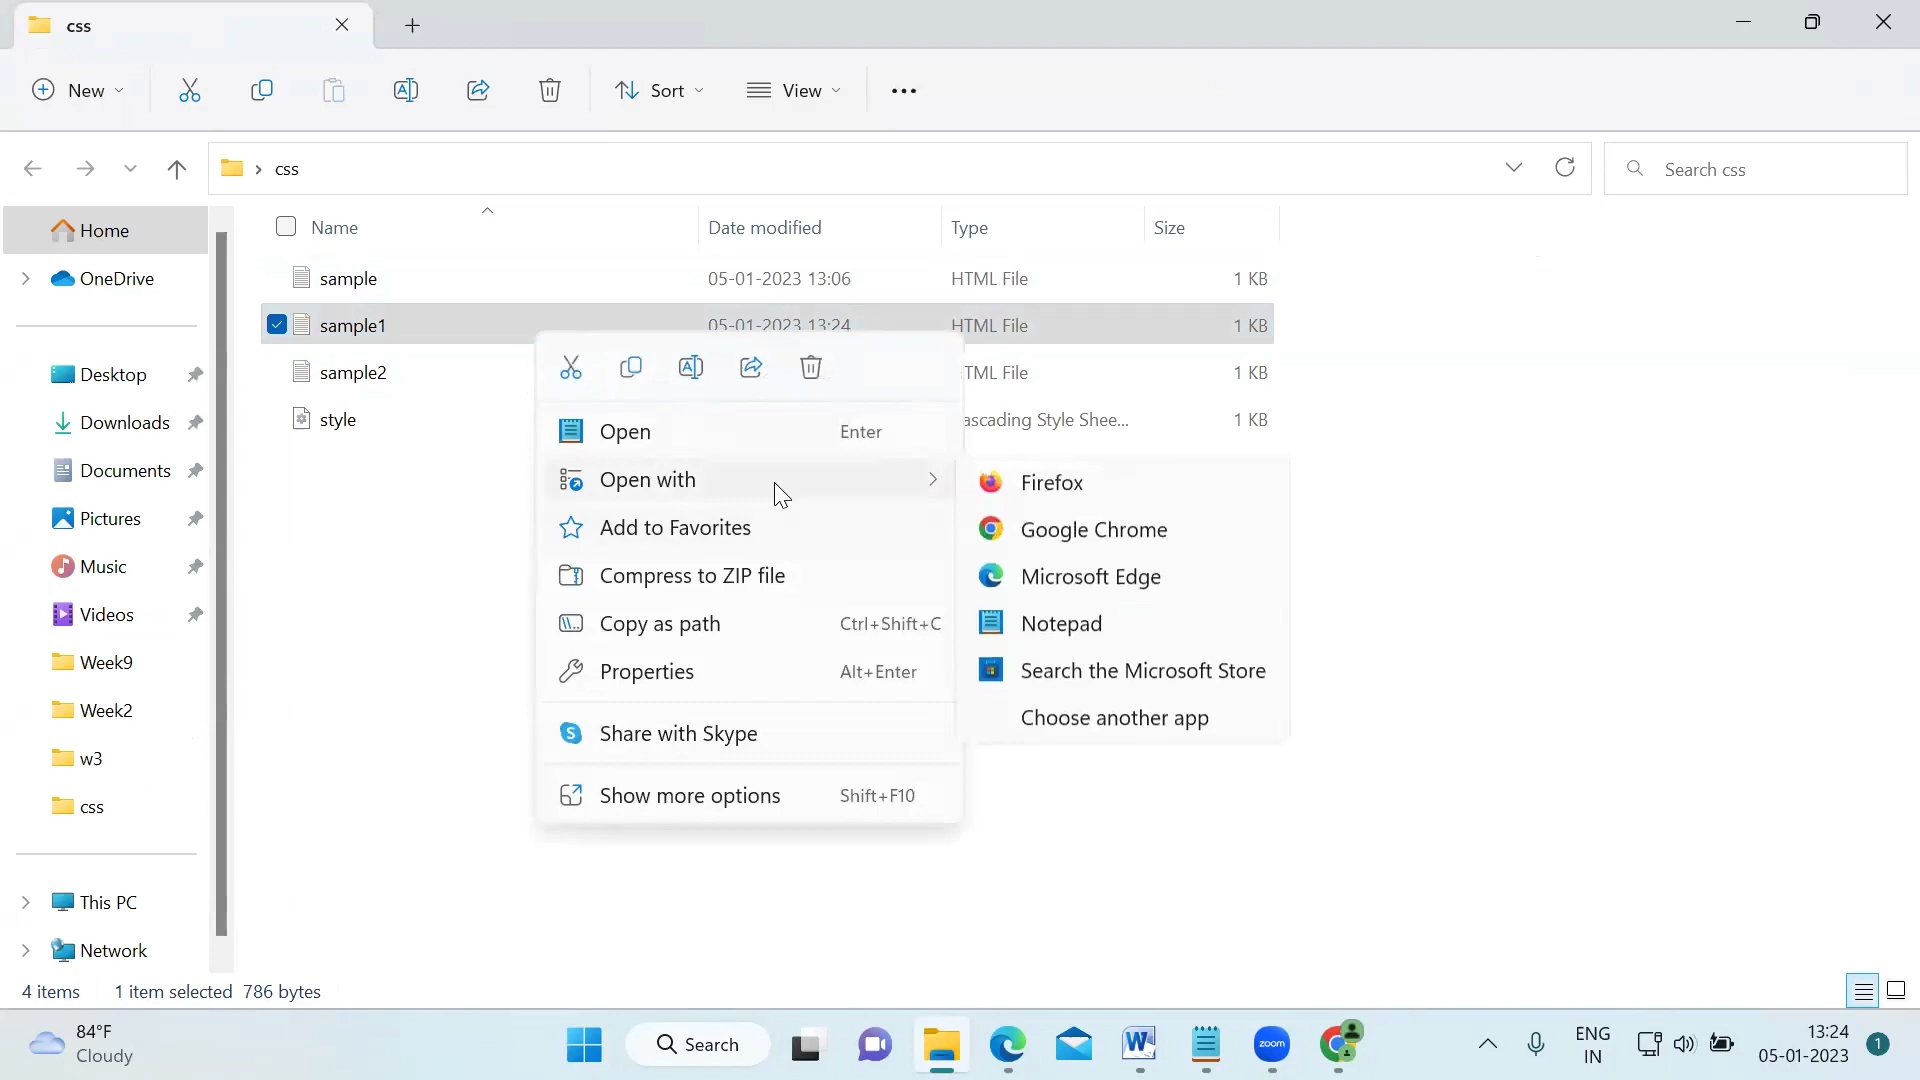 css
New
Sort
View
css
Search css
Home
OneDrive
Desktop
Downloads
Documents
Pictures
Music
Videos
Week9
Week2
w3
css
This PC
Network
Name Date modified Type Size
sample 05-01-2023 13:06 HTML File 1 KB
sample1 05-01-2023 13:24 HTML File 1 KB
sample2 TML File 1 KB
style ascading Style Shee... 1 KB
Open Enter
Open with
Add to Favorites
Compress to ZIP file
Copy as path Ctrl+Shift+C
Properties Alt+Enter
Share with Skype
Show more options Shift+F10
Firefox
Google Chrome
Microsoft Edge
Notepad
Search the Microsoft Store
Choose another app
4 items 1 item selected 786 bytes
84°F
Cloudy
Search
zoom
ENG
IN
13:24
05-01-2023
1